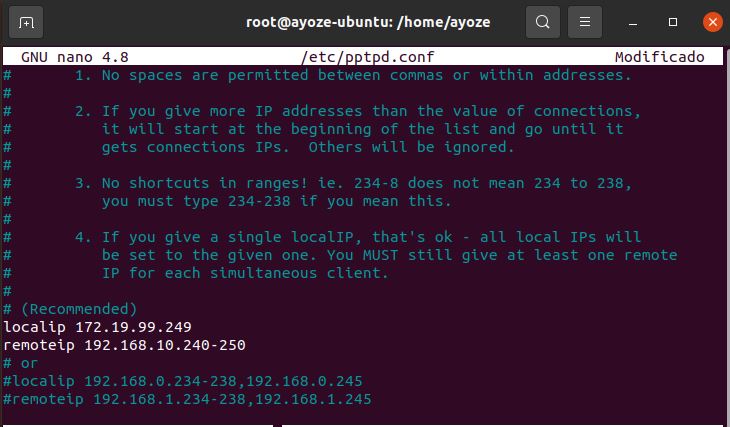 root@ayoze-ubuntu: /home/ayoze
GNU nano 4.8 /etc/pptpd.conf Modificado
#       1. No spaces are permitted between commas or within addresses.
#
#       2. If you give more IP addresses than the value of connections,
#          it will start at the beginning of the list and go until it
#          gets connections IPs.  Others will be ignored.
#
#       3. No shortcuts in ranges! ie. 234-8 does not mean 234 to 238,
#          you must type 234-238 if you mean this.
#
#       4. If you give a single localIP, that's ok - all local IPs will
#          be set to the given one. You MUST still give at least one remote
#          IP for each simultaneous client.
#
# (Recommended)
localip 172.19.99.249
remoteip 192.168.10.240-250
# or
#localip 192.168.0.234-238,192.168.0.245
#remoteip 192.168.1.234-238,192.168.1.245